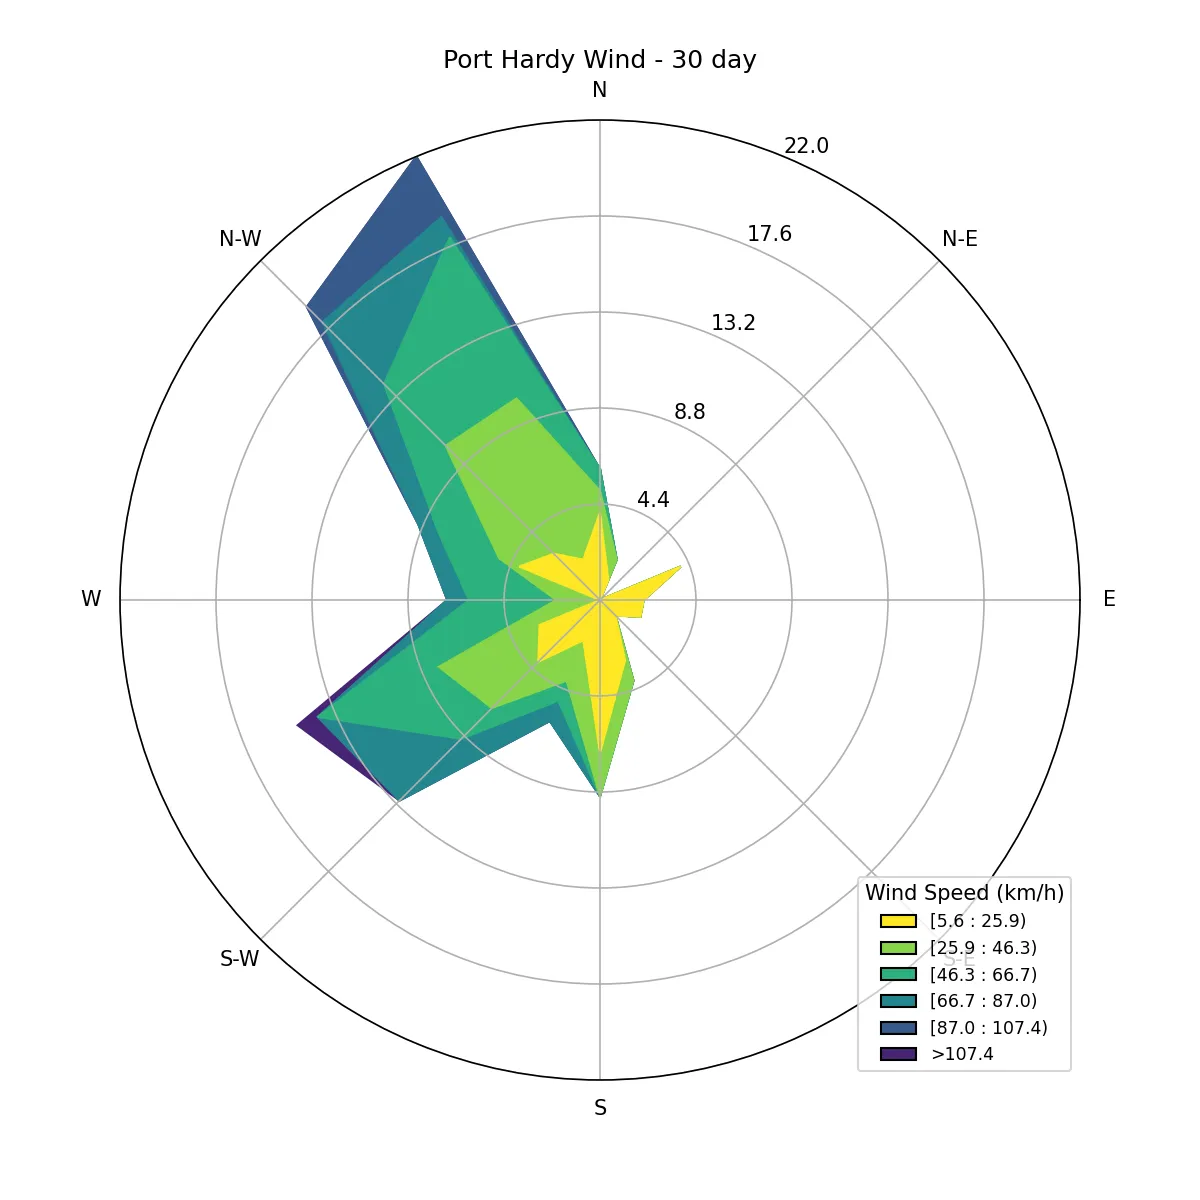 Port Hardy Wind - 30 day
N
22.0
N-W
17.6
N-E
13.2
8.8
4.4
W
E
Wind Speed (km/h)
[5.6 : 25.9)
[25.9 : 46.3)
S-W
S-E
[46.3 : 66.7)
[66.7 : 87.0)
[87.0 : 107.4)
>107.4
S